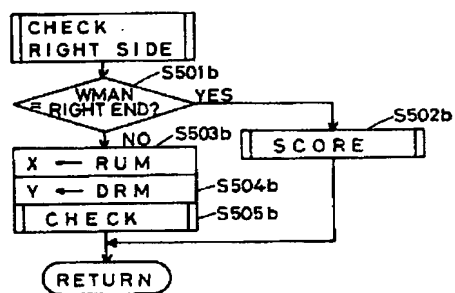 CHECK
RIGHT SIDE
S501b
WMAN
= RIGHT END?
YES
S502b
NO
S503b
SCORE
X ← RUM
Y ← DRM
S504b
CHECK
S505b
RETURN